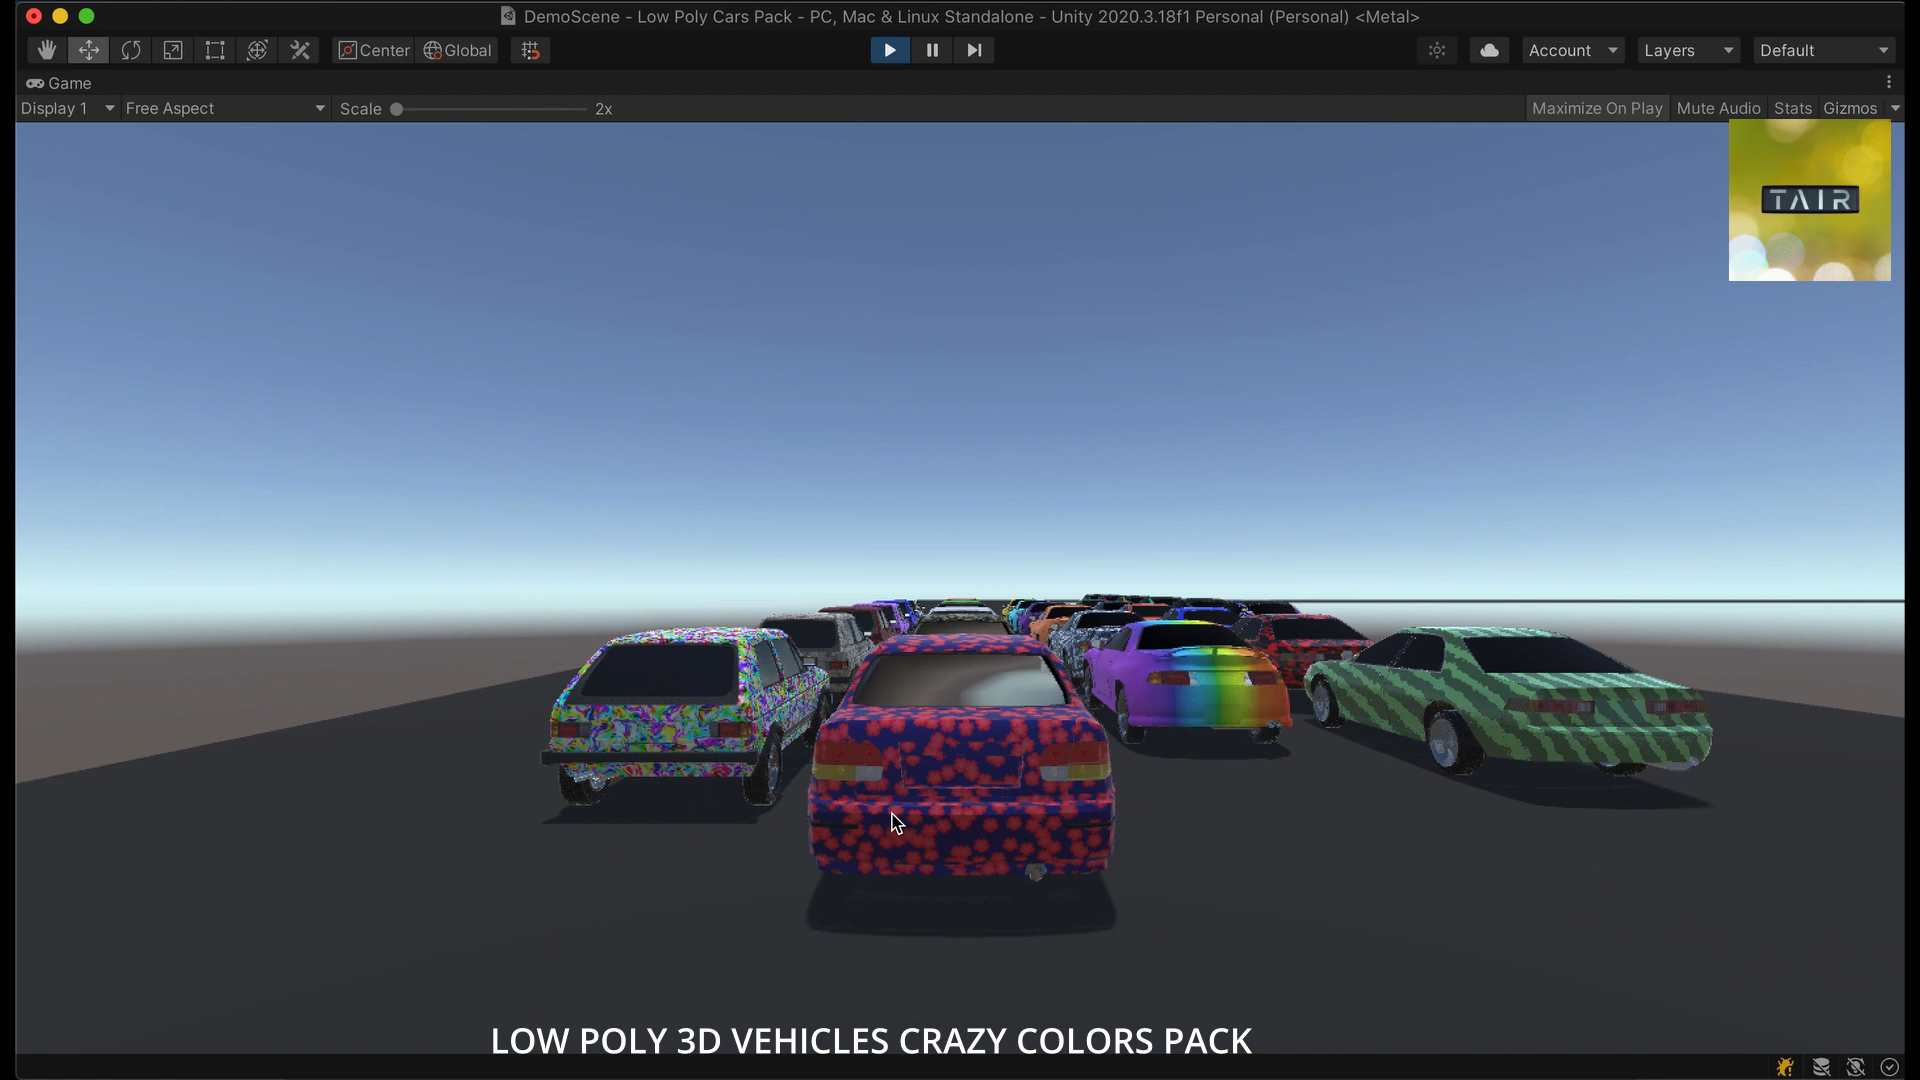 DemoScene - Low Poly Cars Pack - PC, Mac & Linux Standalone - Unity 2020.3.18f1 Personal (Personal) <Metal>
Center Global Account Layers Default
Game
Display 1 Free Aspect Scale 2x Maximize On Play Mute Audio Stats Gizmos
TAIR
LOW POLY 3D VEHICLES CRAZY COLORS PACK